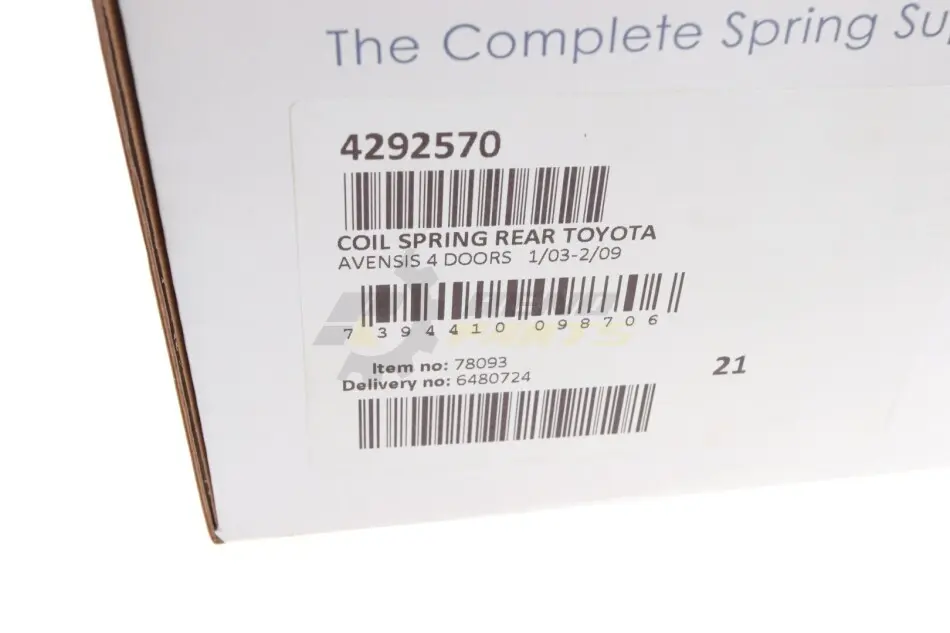 The Complete Spring
4292570
COIL SPRING REAR TOYOTA
AVENSIS 4 DOORS 1/03-2/09
7 394410 098706
Item no: 78093
21
Delivery no: 6480724
PARTS